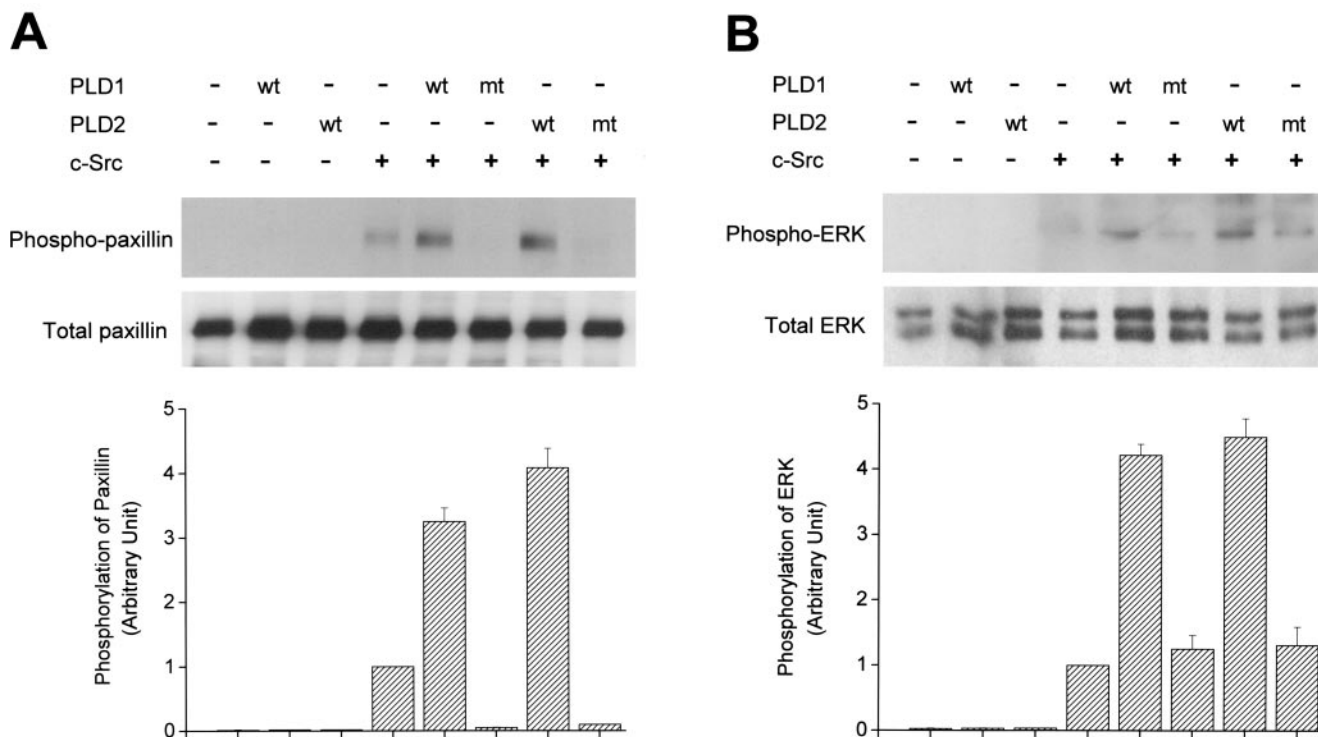 A
PLD1 - wt - - wt mt - -
PLD2 - - wt - - - wt mt
c-Src - - - + + + + +
Phospho-paxillin
Total paxillin
Phosphorylation of Paxillin
(Arbitrary Unit)
5
4
3
2
1
0
B
PLD1 - wt - - wt mt - -
PLD2 - - wt - - - wt mt
c-Src - - - + + + + +
Phospho-ERK
Total ERK
Phosphorylation of ERK
(Arbitrary Unit)
5
4
3
2
1
0